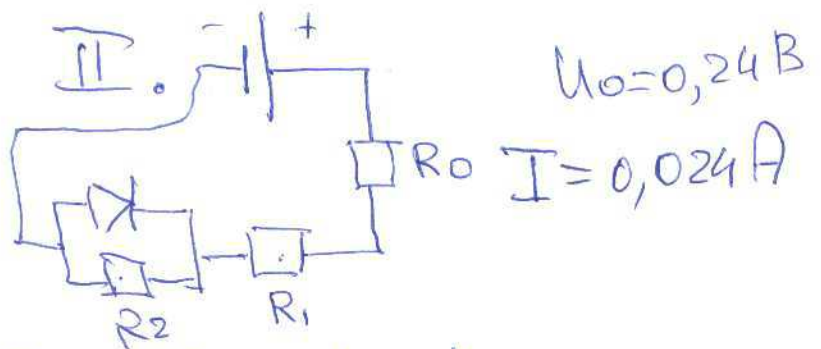 II.
- +
U0=0,24 В
R0
I=0,024 A
R2
R1